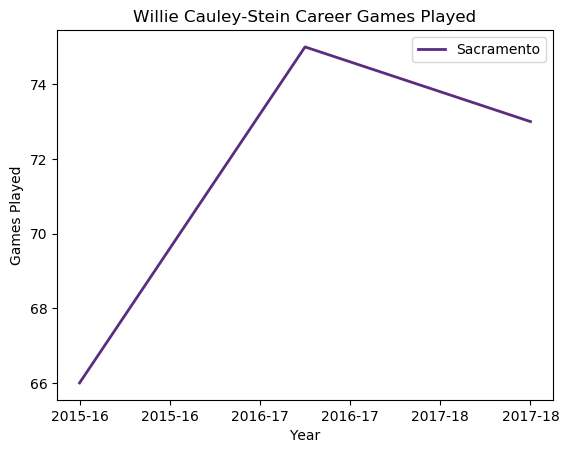 Willie Cauley-Stein Career Games Played
Sacramento
74
72
70
68
66
Games Played
2015-16 2015-16 2016-17 2016-17 2017-18 2017-18
Year